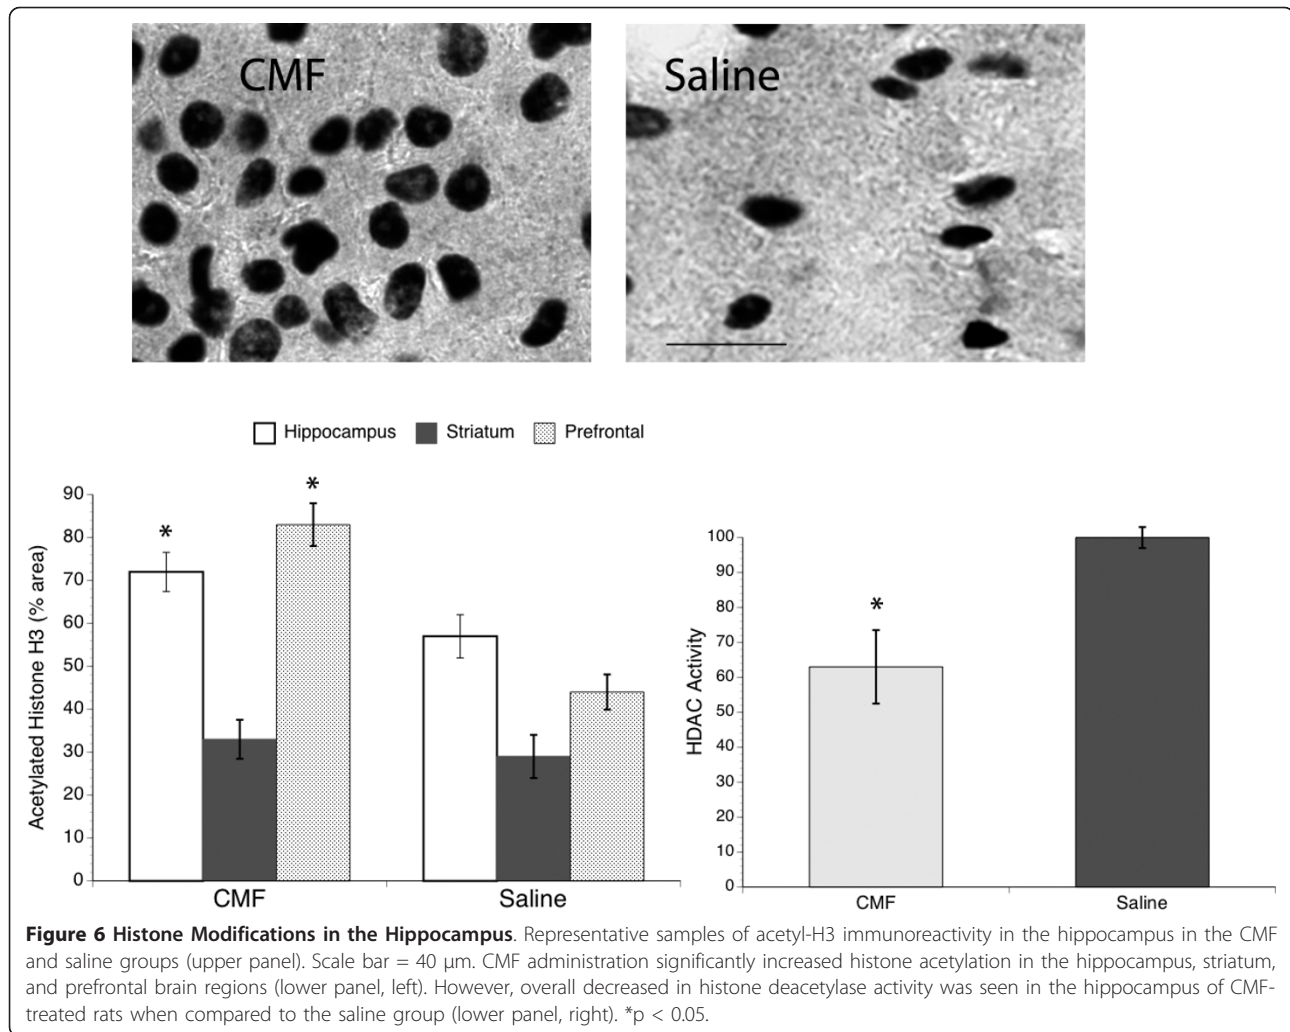 CMF
Saline
Hippocampus Striatum Prefrontal
Acetylated Histone H3 (% area)
90
80
70
60
50
40
30
20
10
0
*
*
CMF
Saline
HDAC Activity
100
90
80
70
60
50
40
30
20
10
0
*
CMF
Saline
Figure 6 Histone Modifications in the Hippocampus. Representative samples of acetyl-H3 immunoreactivity in the hippocampus in the CMF
and saline groups (upper panel). Scale bar = 40 μm. CMF administration significantly increased histone acetylation in the hippocampus, striatum,
and prefrontal brain regions (lower panel, left). However, overall decreased in histone deacetylase activity was seen in the hippocampus of CMF-
treated rats when compared to the saline group (lower panel, right). *p < 0.05.